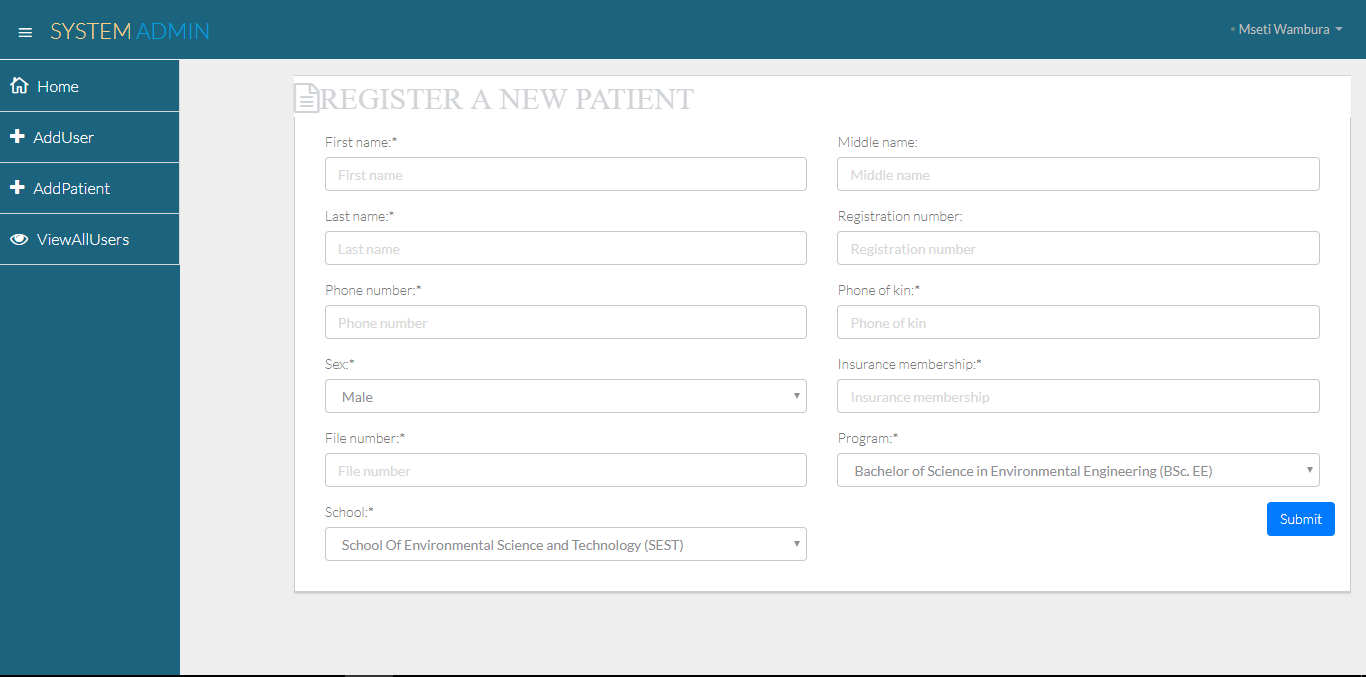 SYSTEM ADMIN
Mseti Wambura
Home
AddUser
AddPatient
ViewAllUsers
REGISTER A NEW PATIENT
First name:*
First name
Middle name:
Middle name
Last name:*
Last name
Registration number:
Registration number
Phone number:*
Phone number
Phone of kin:*
Phone of kin
Sex:*
Male
Insurance membership:*
Insurance membership
File number:*
File number
Program:*
Bachelor of Science in Environmental Engineering (BSc. EE)
School:*
School Of Environmental Science and Technology (SEST)
Submit